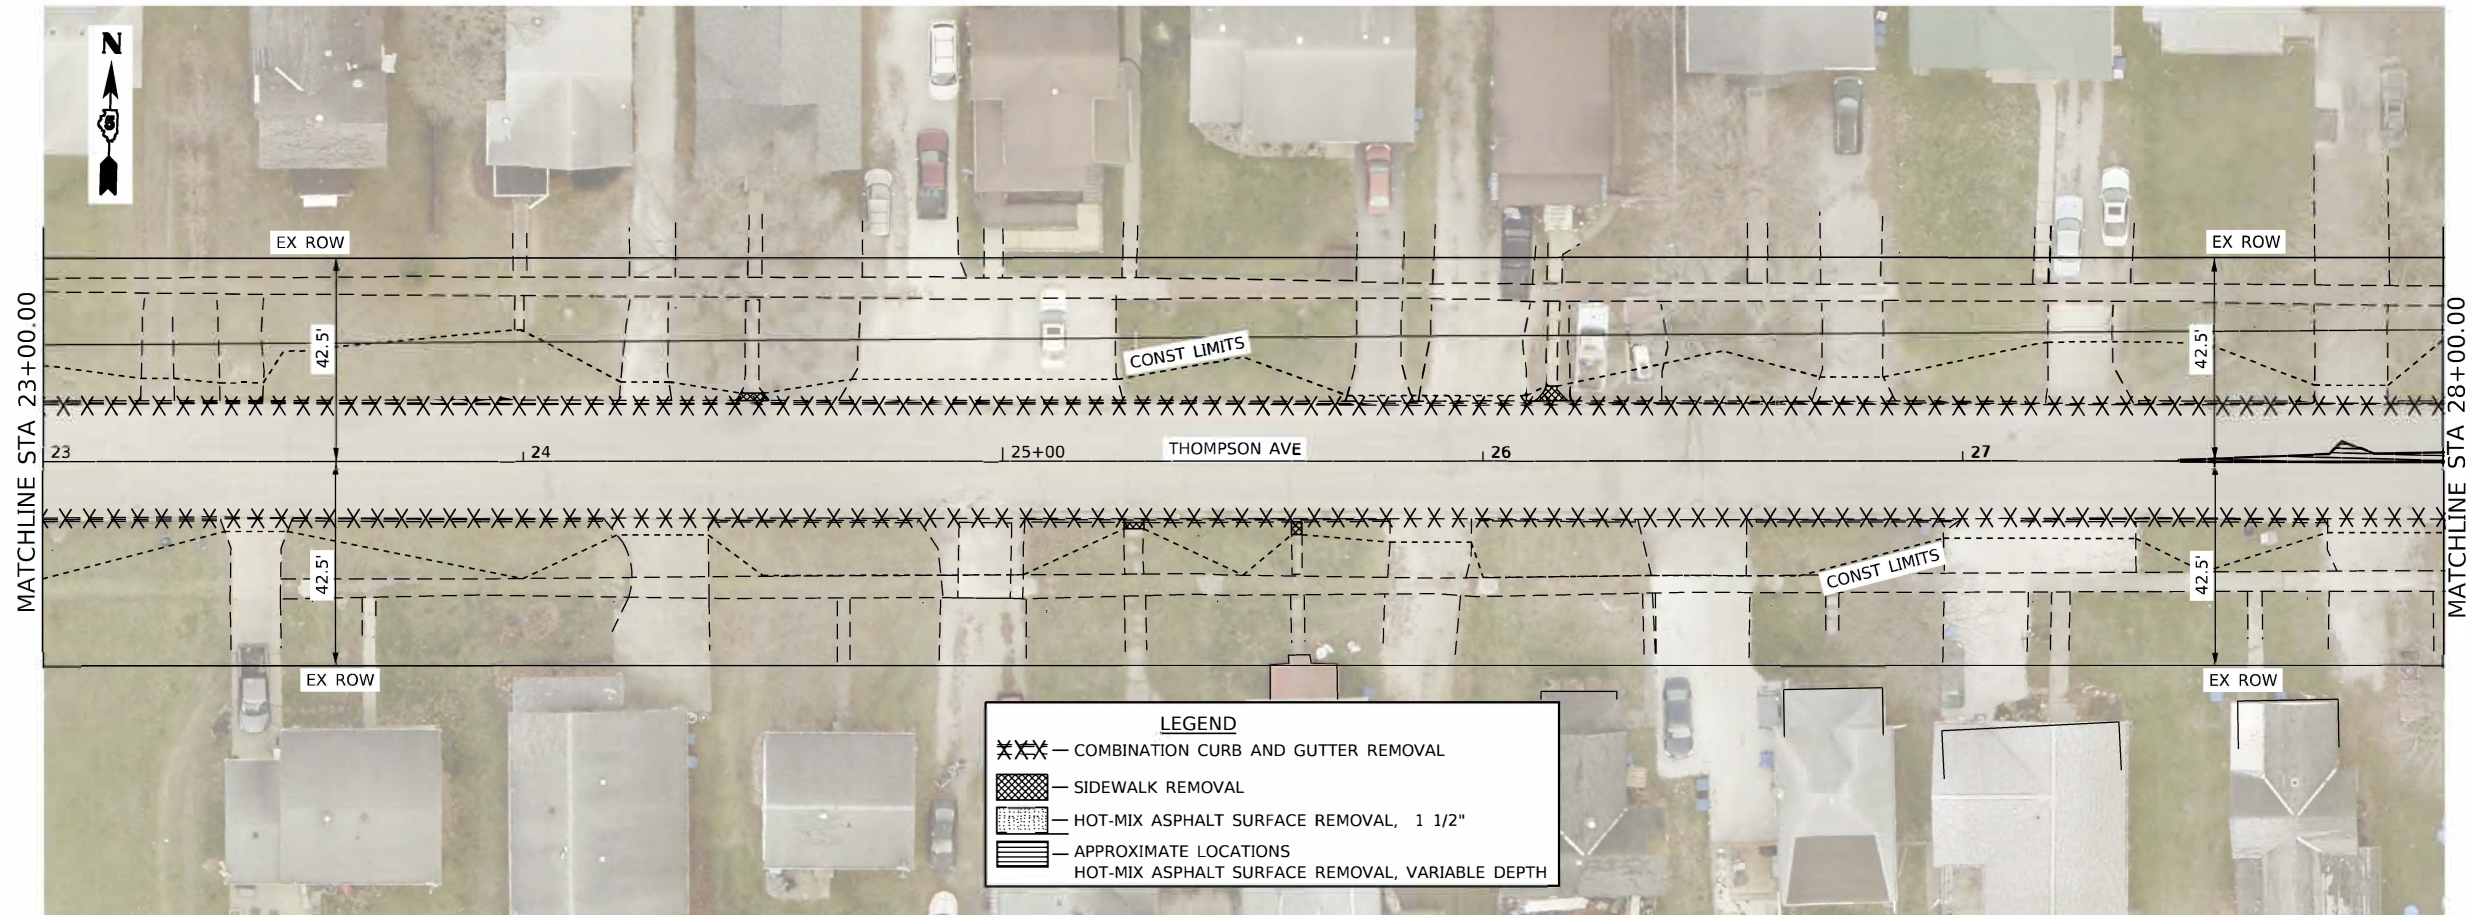 N
5
EX ROW
EX ROW
MATCHLINE STA 23+00.00
MATCHLINE STA 28+00.00
42.5'
42.5'
CONST LIMITS
23
24
25+00
THOMPSON AVE
26
27
42.5'
42.5'
CONST LIMITS
EX ROW
EX ROW
LEGEND
COMBINATION CURB AND GUTTER REMOVAL
SIDEWALK REMOVAL
HOT-MIX ASPHALT SURFACE REMOVAL, 1 1/2"
APPROXIMATE LOCATIONS
HOT-MIX ASPHALT SURFACE REMOVAL, VARIABLE DEPTH